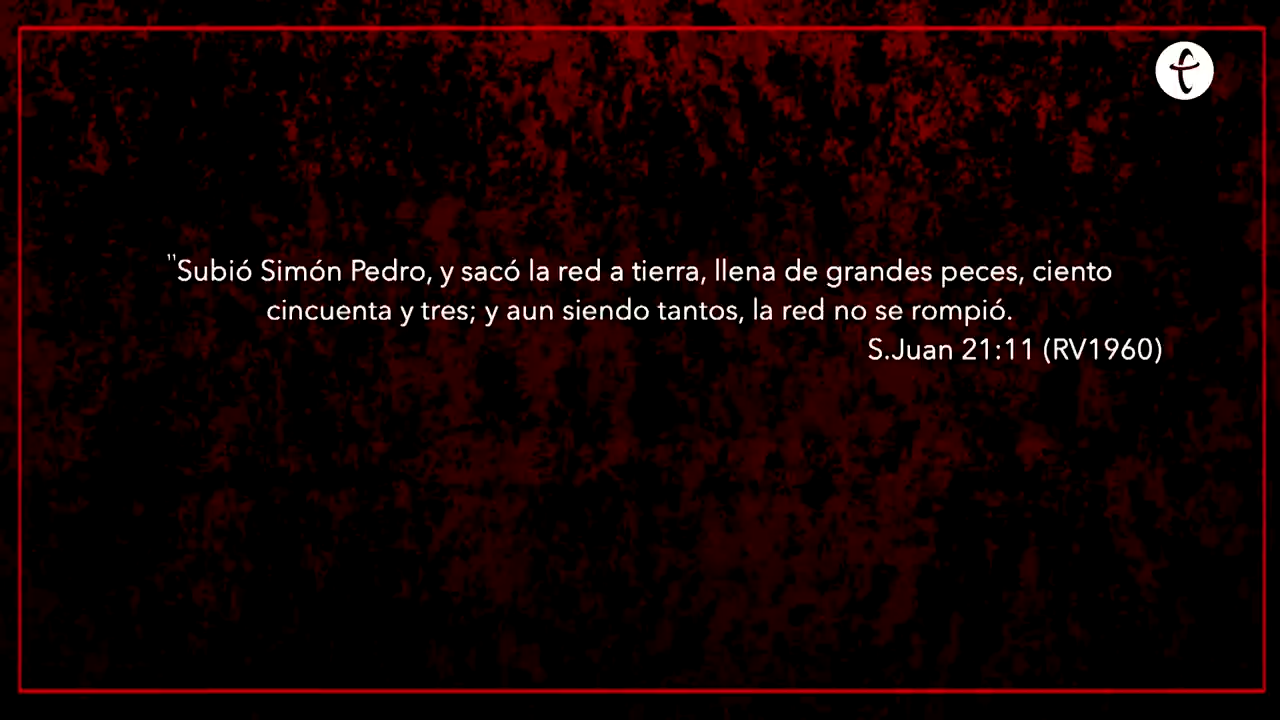 "Subió Simón Pedro, y sacó la red a tierra, llena de grandes peces, ciento
cincuenta y tres; y aun siendo tantos, la red no se rompió.
S.Juan 21:11 (RV1960)